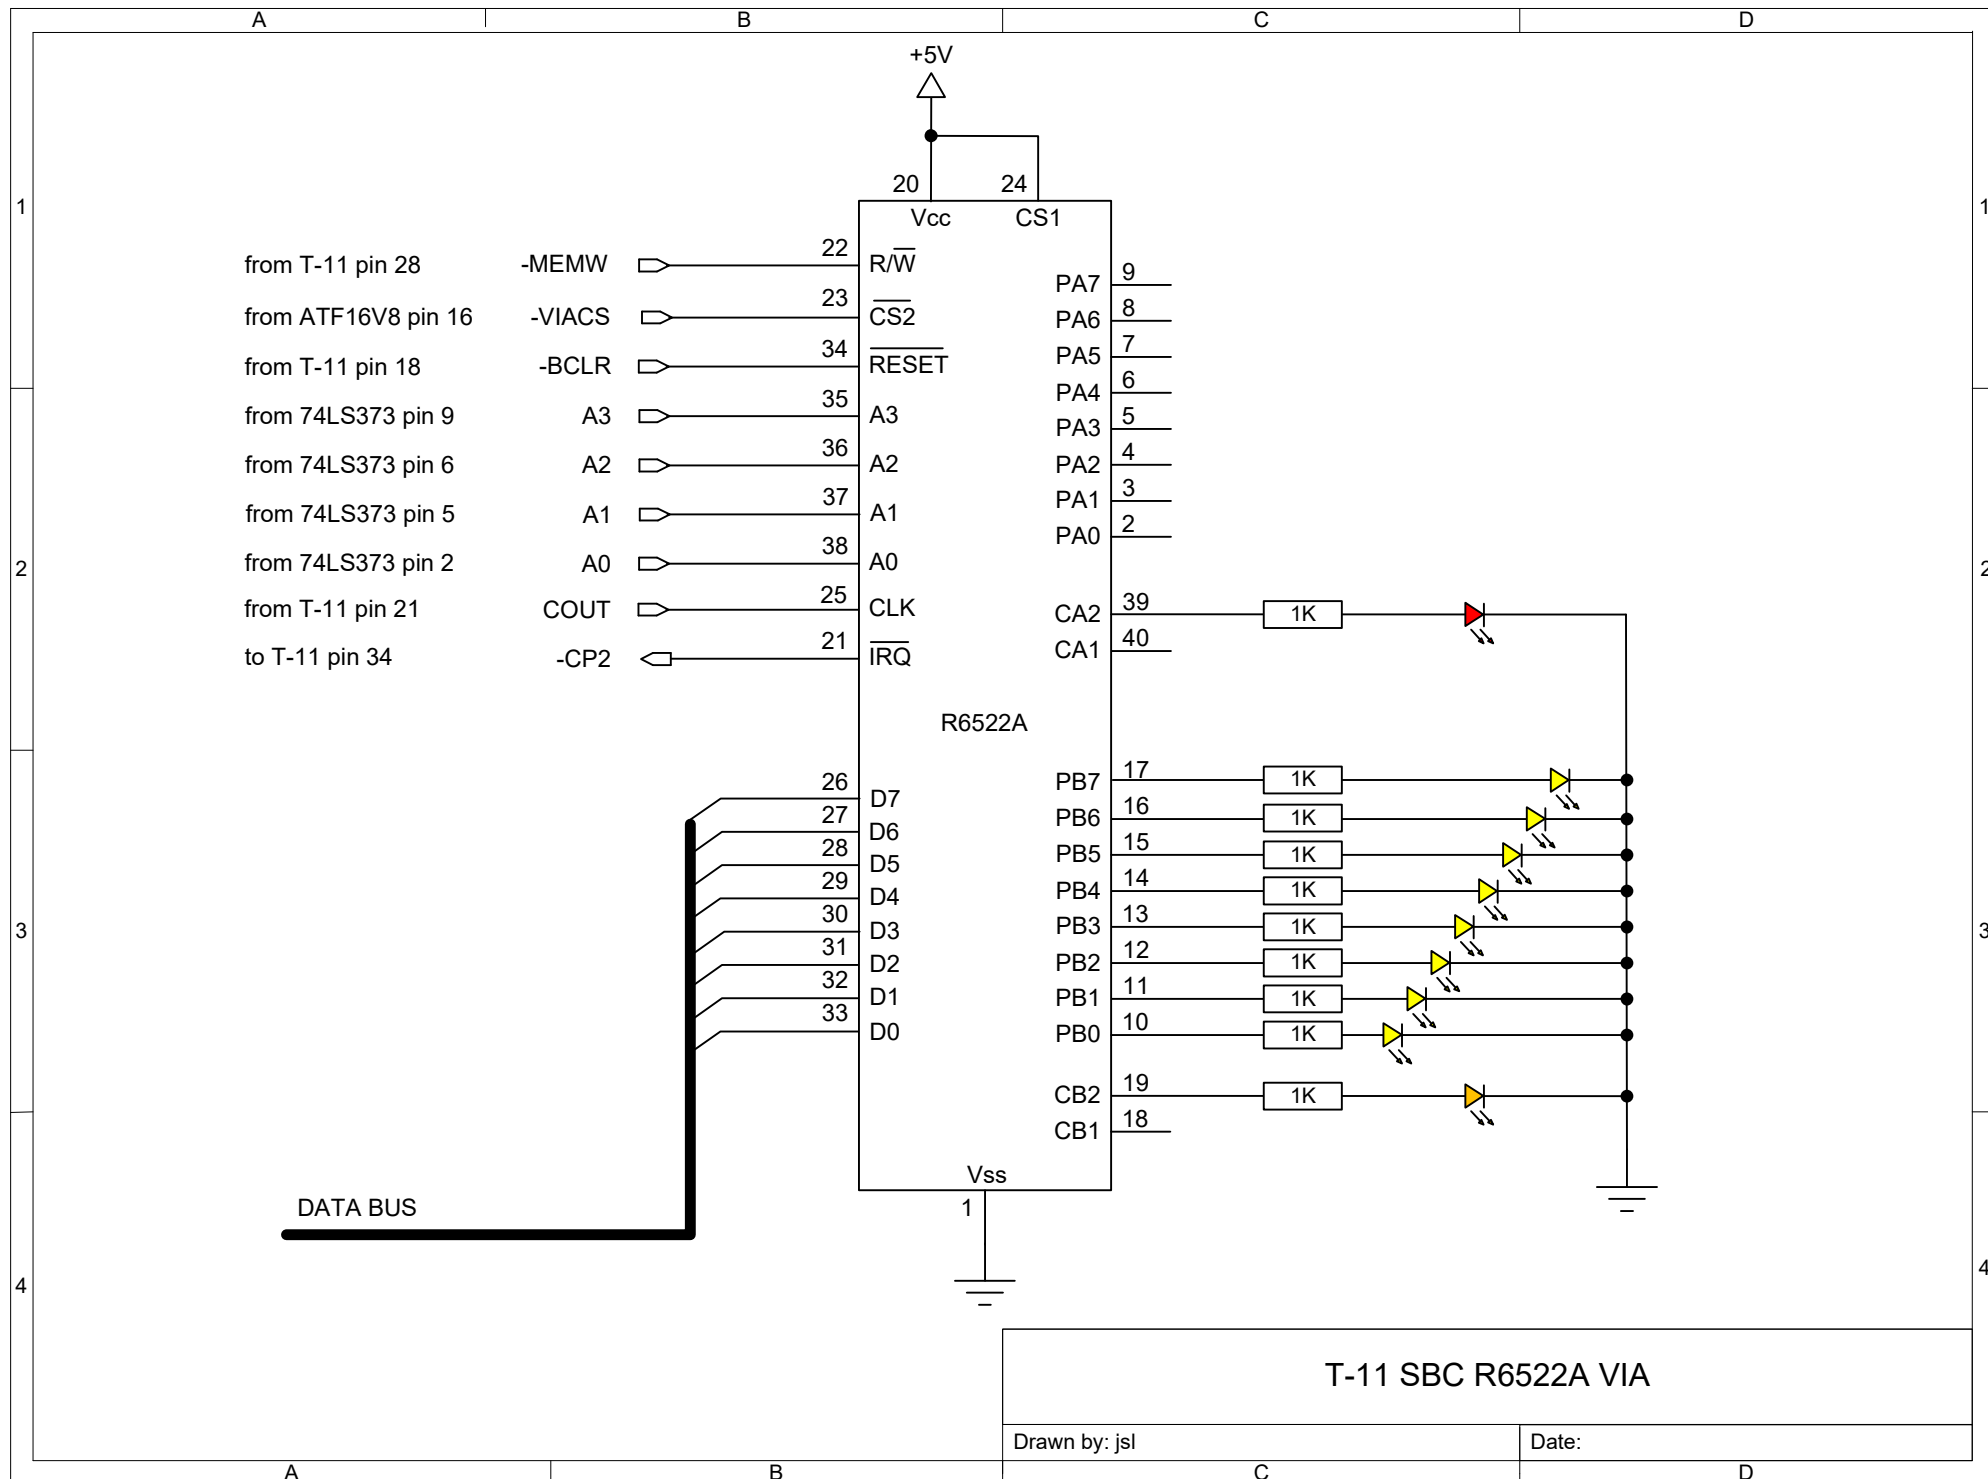 A B C D
+5V
20 24
Vcc CS1
1 1
from T-11 pin 28 -MEMW 22 R/W
from ATF16V8 pin 16 -VIACS 23 CS2
from T-11 pin 18 -BCLR 34 RESET
from 74LS373 pin 9 A3 35 A3
from 74LS373 pin 6 A2 36 A2
from 74LS373 pin 5 A1 37 A1
from 74LS373 pin 2 A0 38 A0
from T-11 pin 21 COUT 25 CLK
to T-11 pin 34 -CP2 21 IRQ
PA7 9
PA6 8
PA5 7
PA4 6
PA3 5
PA2 4
PA1 3
PA0 2
2 2
CA2 39 1K
CA1 40
R6522A
26 D7
27 D6
28 D5
29 D4
30 D3
31 D2
32 D1
33 D0
PB7 17 1K
PB6 16 1K
PB5 15 1K
PB4 14 1K
PB3 13 1K
PB2 12 1K
PB1 11 1K
PB0 10 1K
3 3
CB2 19 1K
CB1 18
Vss
1
DATA BUS
4 4
T-11 SBC R6522A VIA
Drawn by: jsl Date:
A B C D